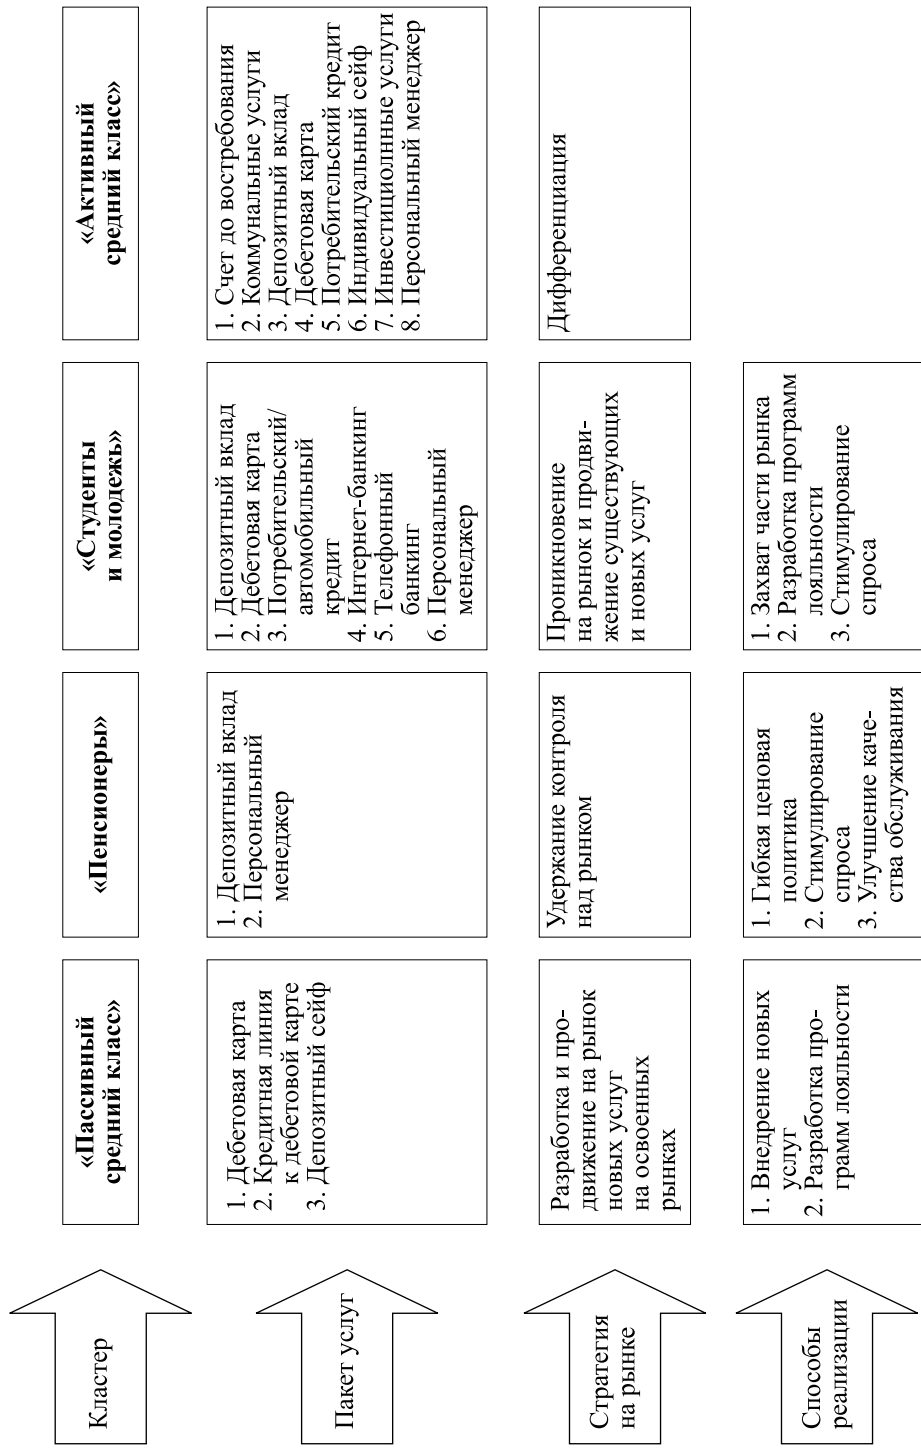 Кластер
«Пассивный
средний класс»
«Пенсионеры»
«Студенты
и молодежь»
«Активный
средний класс»
Пакет услуг
1. Дебетовая карта
2. Кредитная линия
к дебетовой карте
3. Депозитный сейф
1. Депозитный вклад
2. Персональный
менеджер
1. Депозитный вклад
2. Дебетовая карта
3. Потребительский/
автомобильный
кредит
4. Интернет-банкинг
5. Телефонный
банкинг
6. Персональный
менеджер
1. Счет до востребования
2. Коммунальные услуги
3. Депозитный вклад
4. Дебетовая карта
5. Потребительский кредит
6. Индивидуальный сейф
7. Инвестиционные услуги
8. Персональный менеджер
Стратегия
на рынке
Разработка и про-
движение на рынок
новых услуг
на освоенных
рынках
Удержание контроля
над рынком
Проникновение
на рынок и продви-
жение существующих
и новых услуг
Дифференциация
Способы
реализации
1. Внедрение новых
услуг
2. Разработка про-
грамм лояльности
1. Гибкая ценовая
политика
2. Стимулирование
спроса
3. Улучшение каче-
ства обслуживания
1. Захват части рынка
2. Разработка программ
лояльности
3. Стимулирование
спроса